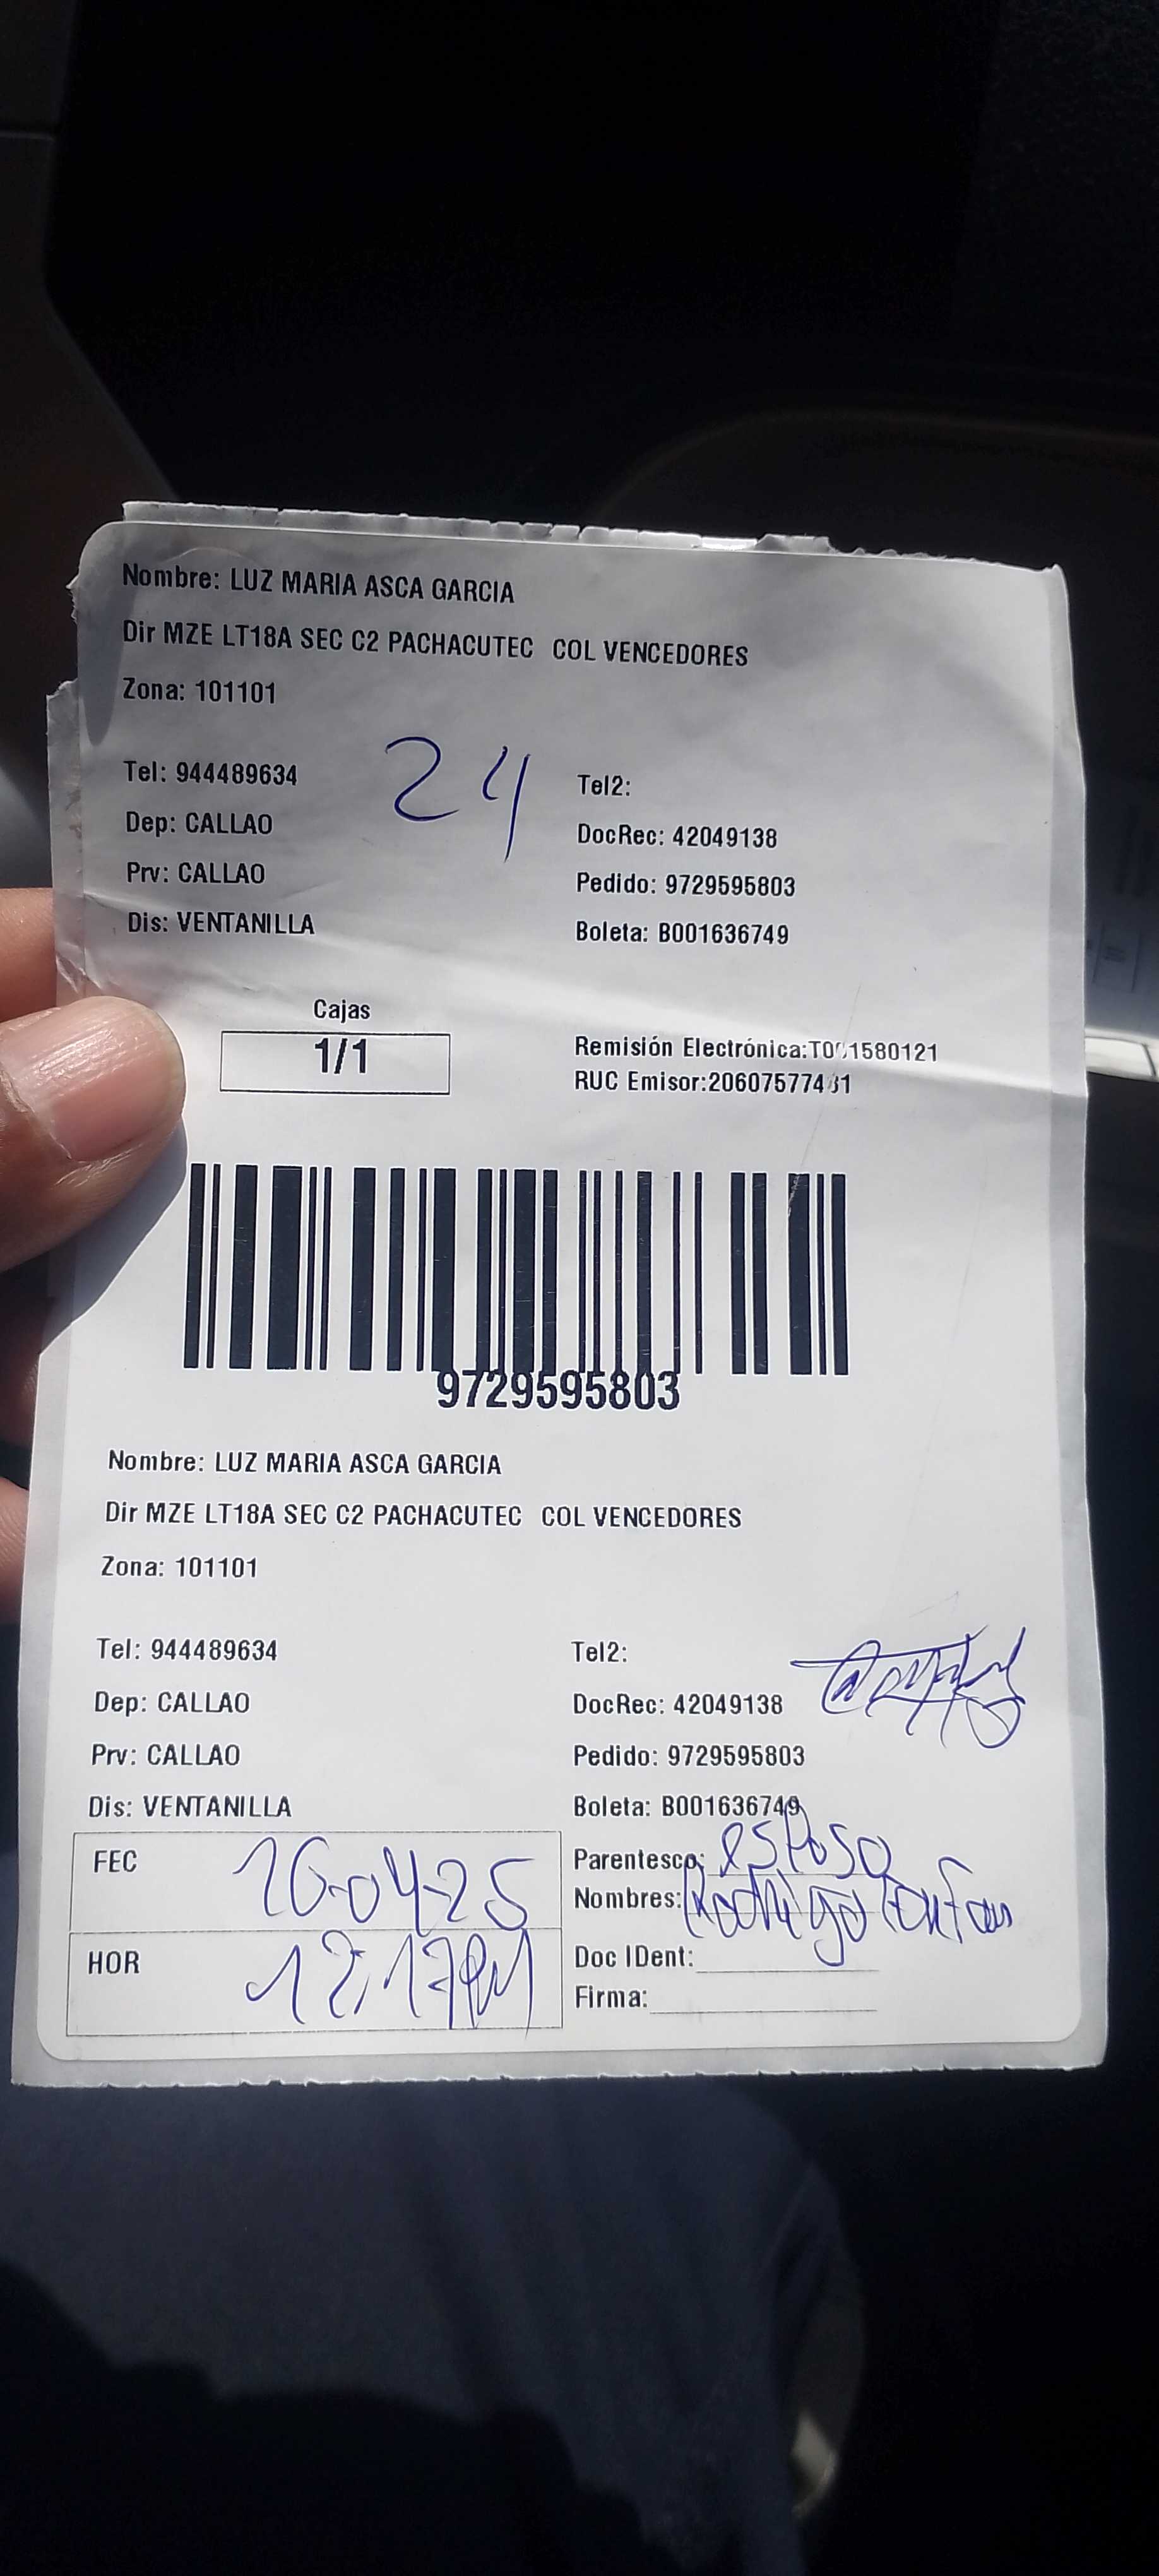 Nombre: LUZ MARIA ASCA GARCIA
Dir MZE LT18A SEC C2 PACHACUTEC COL VENCEDORES
Zona: 101101
24
Tel: 944489634 Tel2:
Dep: CALLAO DocRec: 42049138
Prv: CALLAO Pedido: 9729595803
Dis: VENTANILLA Boleta: B001636749
Cajas
1/1
Remisión Electrónica:T001580121
RUC Emisor:
9729595803
Nombre: LUZ MARIA ASCA GARCIA
Dir MZE LT18A SEC C2 PACHACUTEC COL VENCEDORES
Zona: 101101
Tel: 944489634 Tel2:
Dep: CALLAO DocRec: 42049138
Prv: CALLAO Pedido: 9729595803
Dis: VENTANILLA Boleta: B001636749
FEC 16-04-25 Parentesco: esposo
Nombres: Rodrigo
HOR 12:17PM Doc IDent:
Firma: